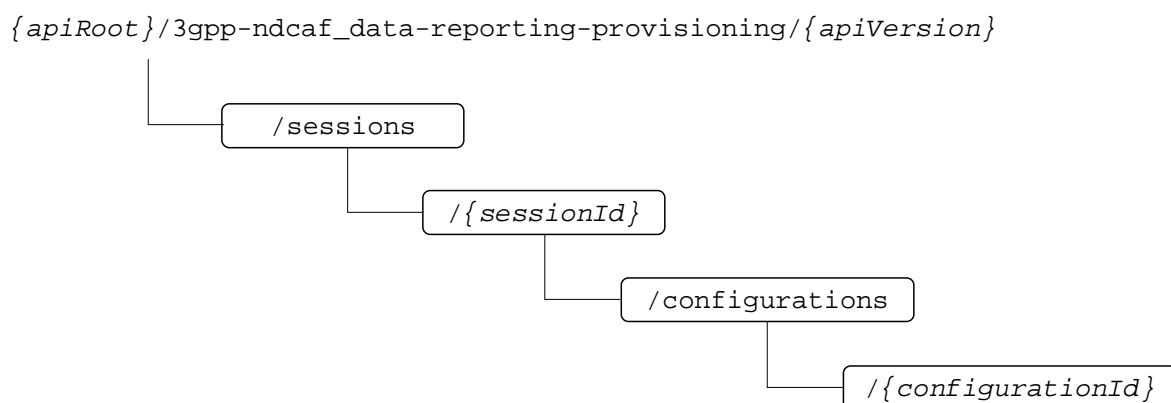 {apiRoot}/3gpp-ndcaf_data-reporting-provisioning/{apiVersion}
/sessions
/{sessionId}
/configurations
/{configurationId}